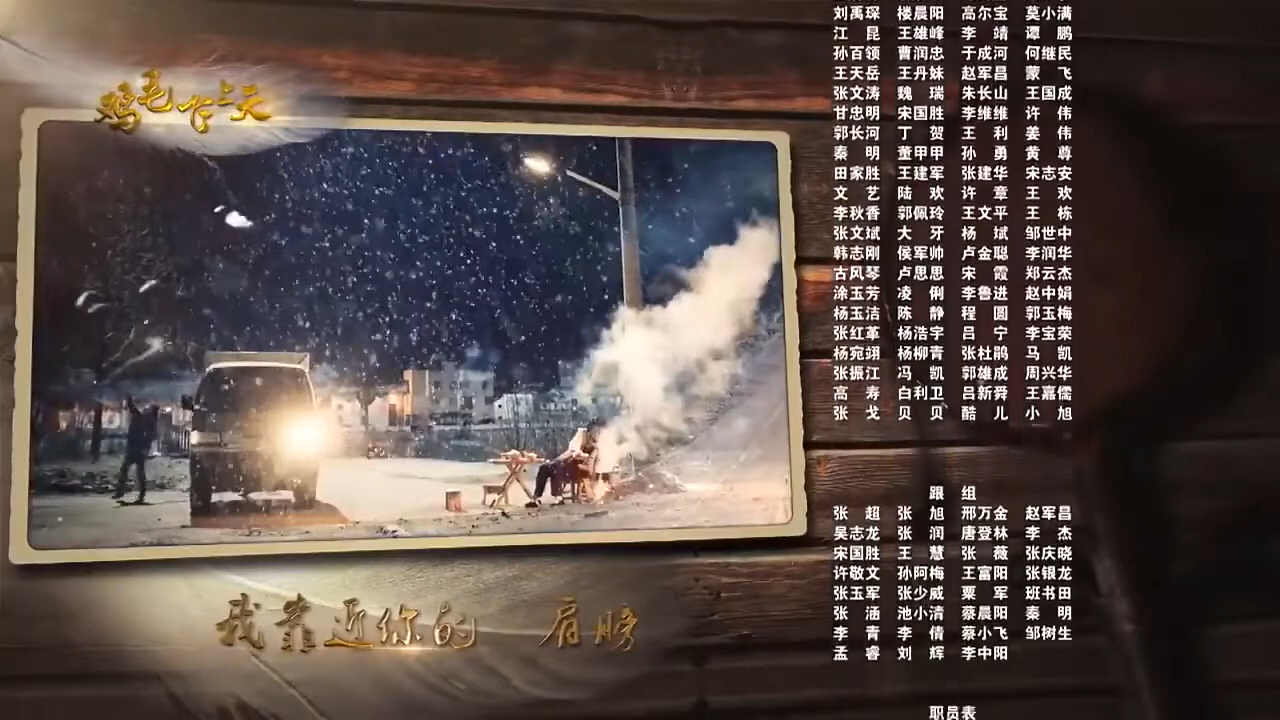 鸡毛飞上天
我靠近你的 肩膀
刘禹琛 楼晨阳 高尔宝 莫小满
江 昆 王雄峰 李 靖 谭 鹏
孙百领 曹润忠 于成河 何继民
王天岳 王丹妹 赵军昌 蒙 飞
张文涛 魏 瑞 朱长山 王国成
甘忠明 宋国胜 李维维 许 伟
郭长河 丁 贺 王 利 姜 伟
秦 明 董甲甲 孙 勇 黄 尊
田家胜 王建军 张建华 宋志安
文 艺 陆 欢 许 章 王 欢
李秋香 郭佩玲 王文平 王 栋
张文斌 大 牙 杨 斌 邹世中
韩志刚 侯军帅 卢金聪 李润华
古风琴 卢思思 宋 霞 郑云杰
涂玉芳 凌 俐 李鲁进 赵中娟
杨玉洁 陈 静 程 圆 郭玉梅
张红革 杨浩宇 吕 宁 李宝荣
杨宛翊 杨柳青 张杜鹃 马 凯
张振江 冯 凯 郭雄成 周兴华
高 寿 白利卫 吕新舜 王嘉儒
张 戈 贝 贝 酷 儿 小 旭
跟 组
张 超 张 旭 邢万金 赵军昌
吴志龙 张 润 唐登林 李 杰
宋国胜 王 慧 张 薇 张庆晓
许敬文 孙阿梅 王富阳 张银龙
张玉军 张少威 粟 军 班书田
张 涵 池小清 蔡晨阳 秦 明
李 青 李 倩 蔡小飞 邹树生
孟 睿 刘 辉 李中阳
职员表